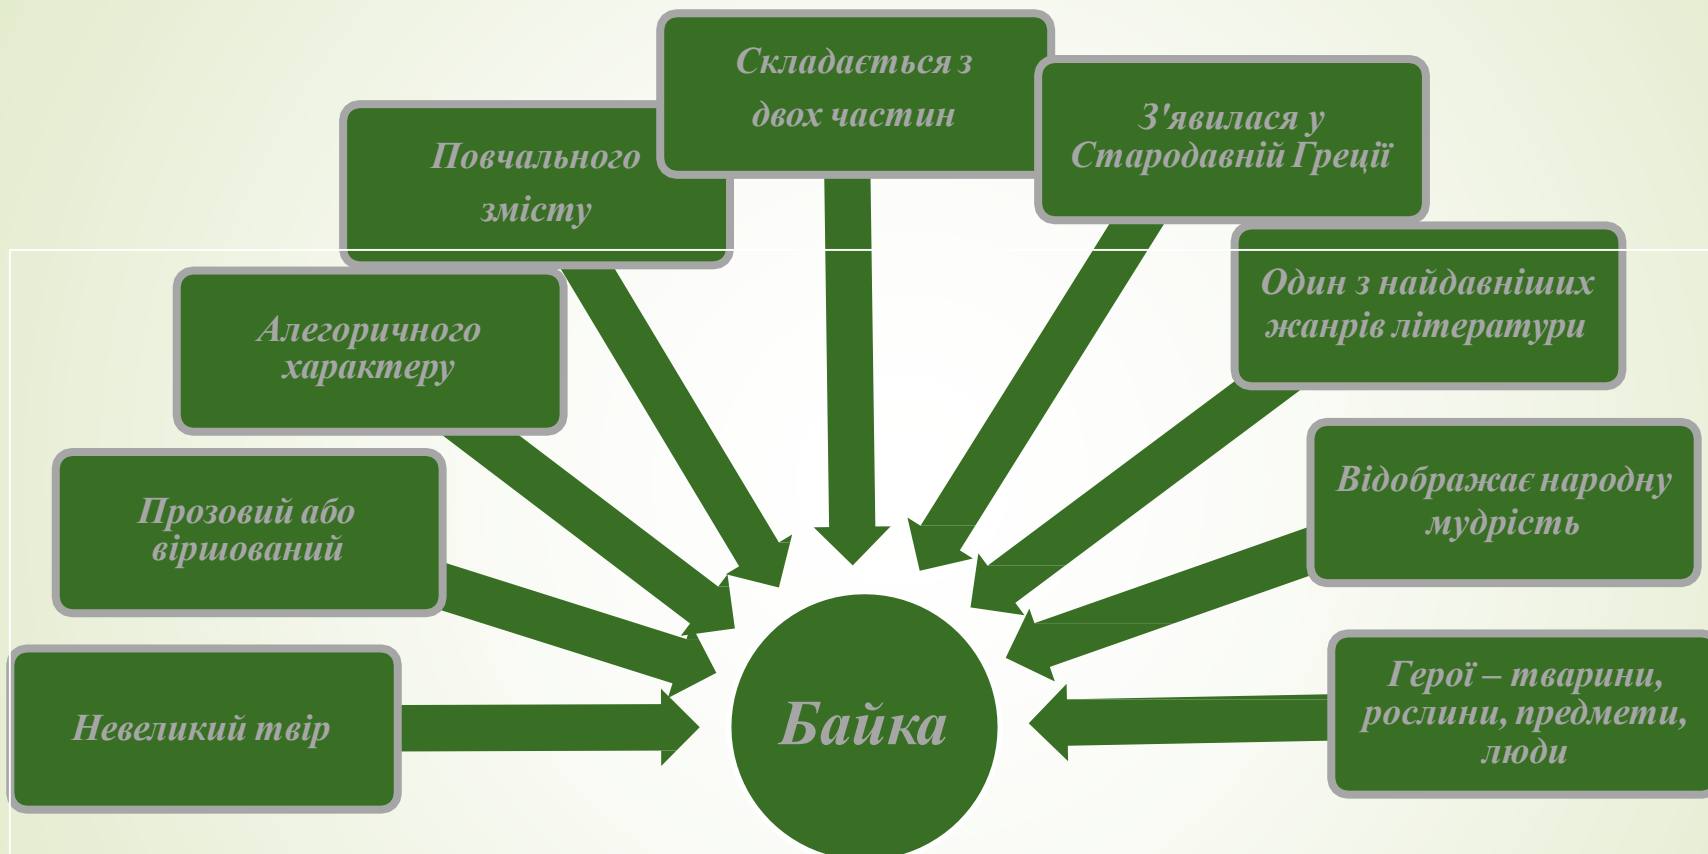 Складається з
двох частин
З'явилася у
Стародавній Греції
Повчального
змісту
Один з найдавніших
жанрів літератури
Алегоричного
характеру
Відображає народну
мудрість
Прозовий або
віршований
Герої – тварини,
рослини, предмети,
люди
Невеликий твір
Байка